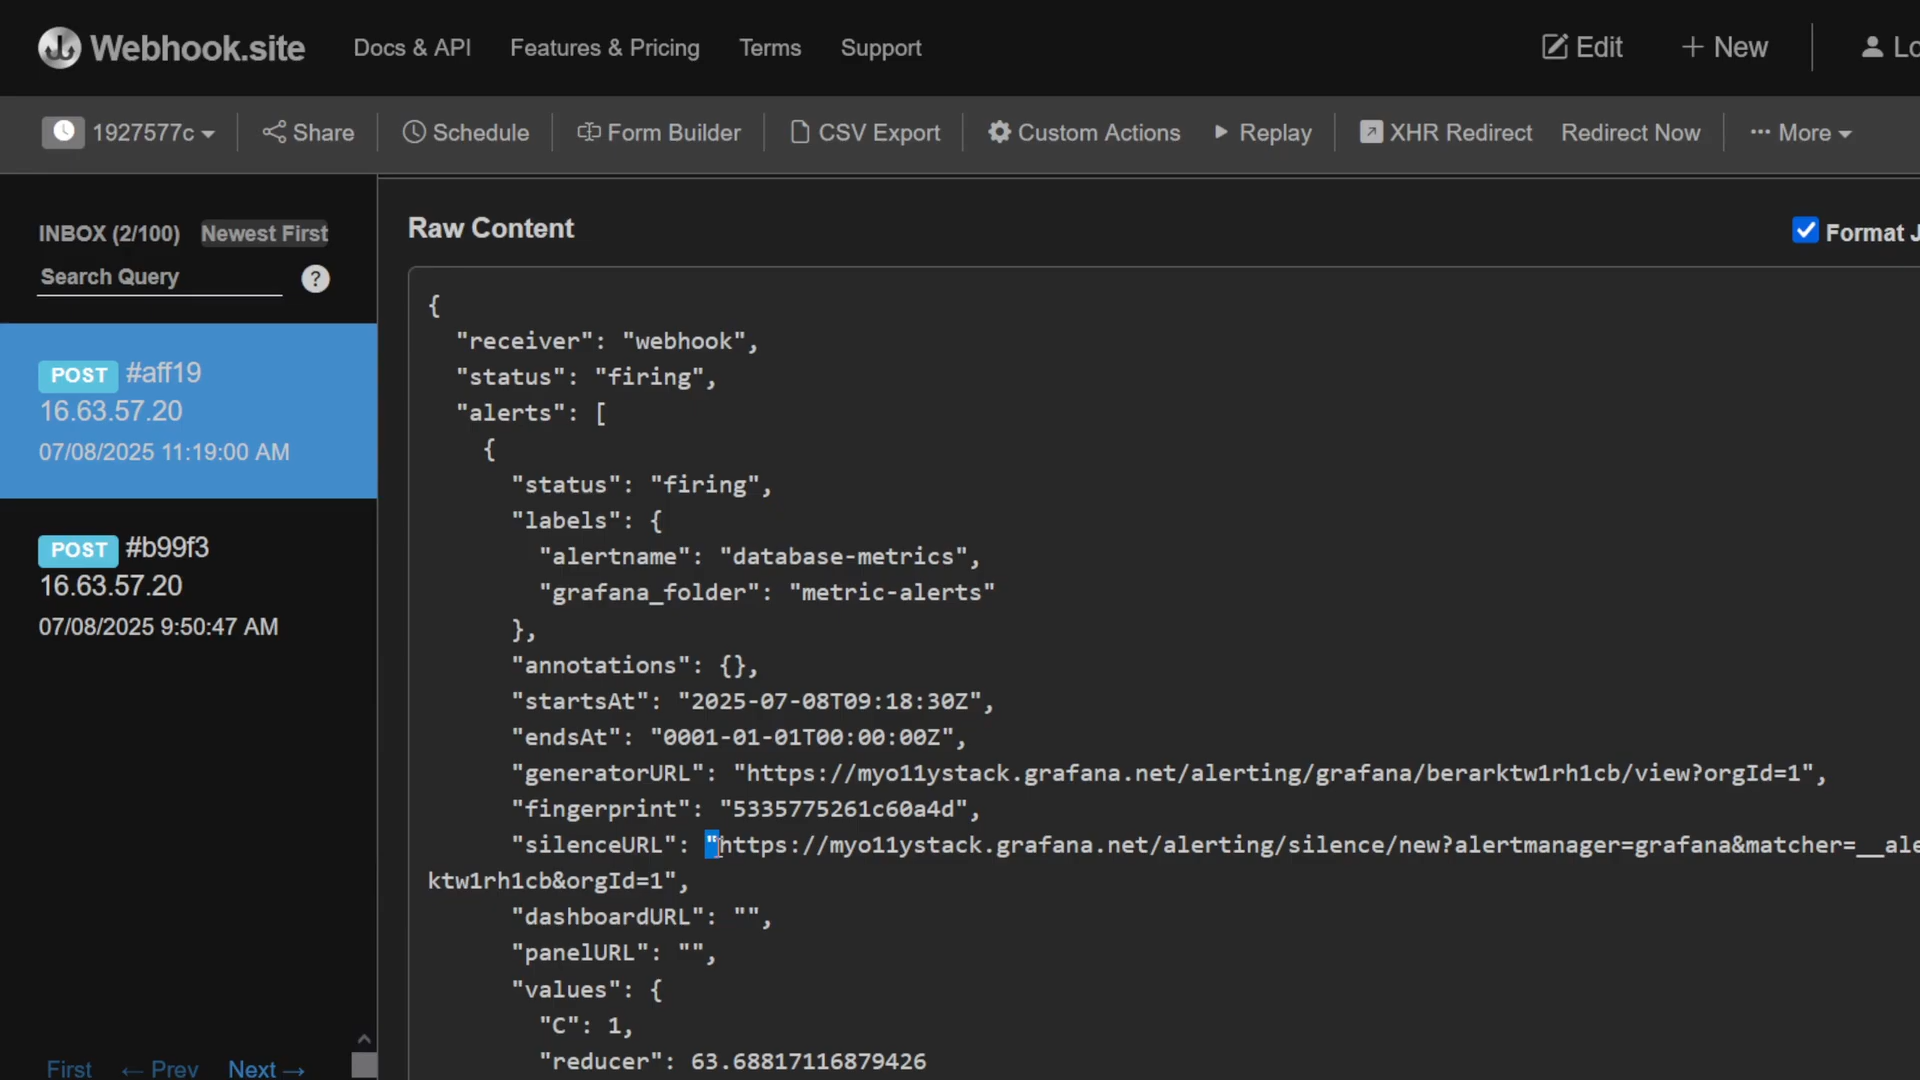 Webhook.site Docs & API Features & Pricing Terms Support Edit + New Lo
1927577c Share Schedule Form Builder CSV Export Custom Actions Replay XHR Redirect Redirect Now ··· More
INBOX (2/100) Newest First
Search Query ?
POST #aff19
16.63.57.20
07/08/2025 11:19:00 AM
POST #b99f3
16.63.57.20
07/08/2025 9:50:47 AM
First ← Prev Next →
Raw Content
Format J
{
"receiver": "webhook",
"status": "firing",
"alerts": [
{
"status": "firing",
"labels": {
"alertname": "database-metrics",
"grafana_folder": "metric-alerts"
},
"annotations": {},
"startsAt": "2025-07-08T09:18:30Z",
"endsAt": "0001-01-01T00:00:00Z",
"generatorURL": "https://myo11ystack.grafana.net/alerting/grafana/berarktw1rh1cb/view?orgId=1",
"fingerprint": "5335775261c60a4d",
"silenceURL": "https://myo11ystack.grafana.net/alerting/silence/new?alertmanager=grafana&matcher=__ale
ktw1rh1cb&orgId=1",
"dashboardURL": "",
"panelURL": "",
"values": {
"C": 1,
"reducer": 63.68817116879426